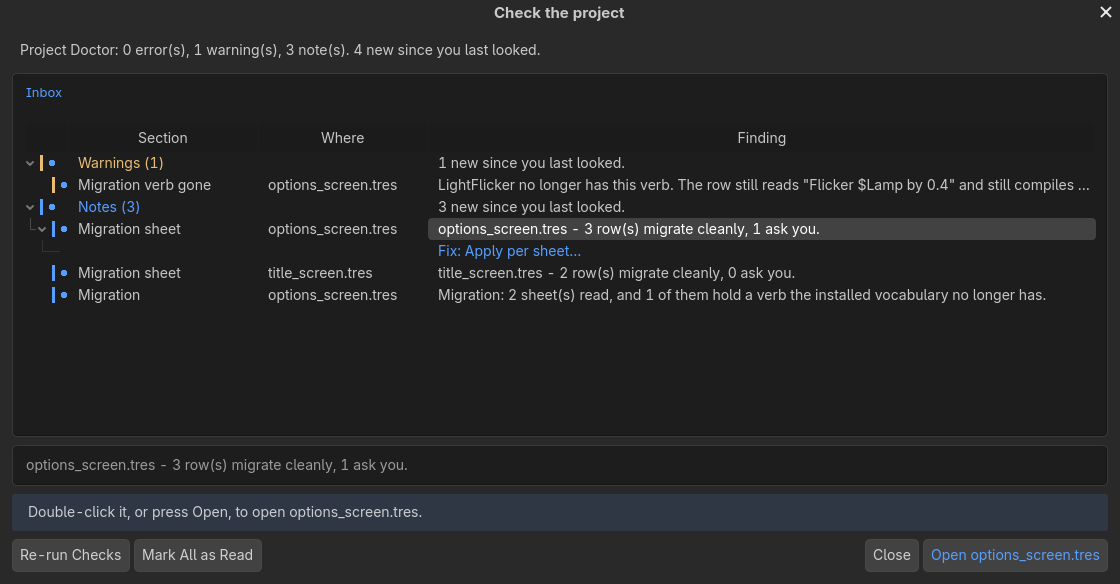 Check the project
Project Doctor: 0 error(s), 1 warning(s), 3 note(s). 4 new since you last looked.
Inbox
Section Where Finding
Warnings (1) 1 new since you last looked.
Migration verb gone options_screen.tres LightFlicker no longer has this verb. The row still reads "Flicker $Lamp by 0.4" and still compiles ...
Notes (3) 3 new since you last looked.
Migration sheet options_screen.tres options_screen.tres - 3 row(s) migrate cleanly, 1 ask you.
Fix: Apply per sheet...
Migration sheet title_screen.tres title_screen.tres - 2 row(s) migrate cleanly, 0 ask you.
Migration options_screen.tres Migration: 2 sheet(s) read, and 1 of them hold a verb the installed vocabulary no longer has.
options_screen.tres - 3 row(s) migrate cleanly, 1 ask you.
Double-click it, or press Open, to open options_screen.tres.
Re-run Checks Mark All as Read Close Open options_screen.tres